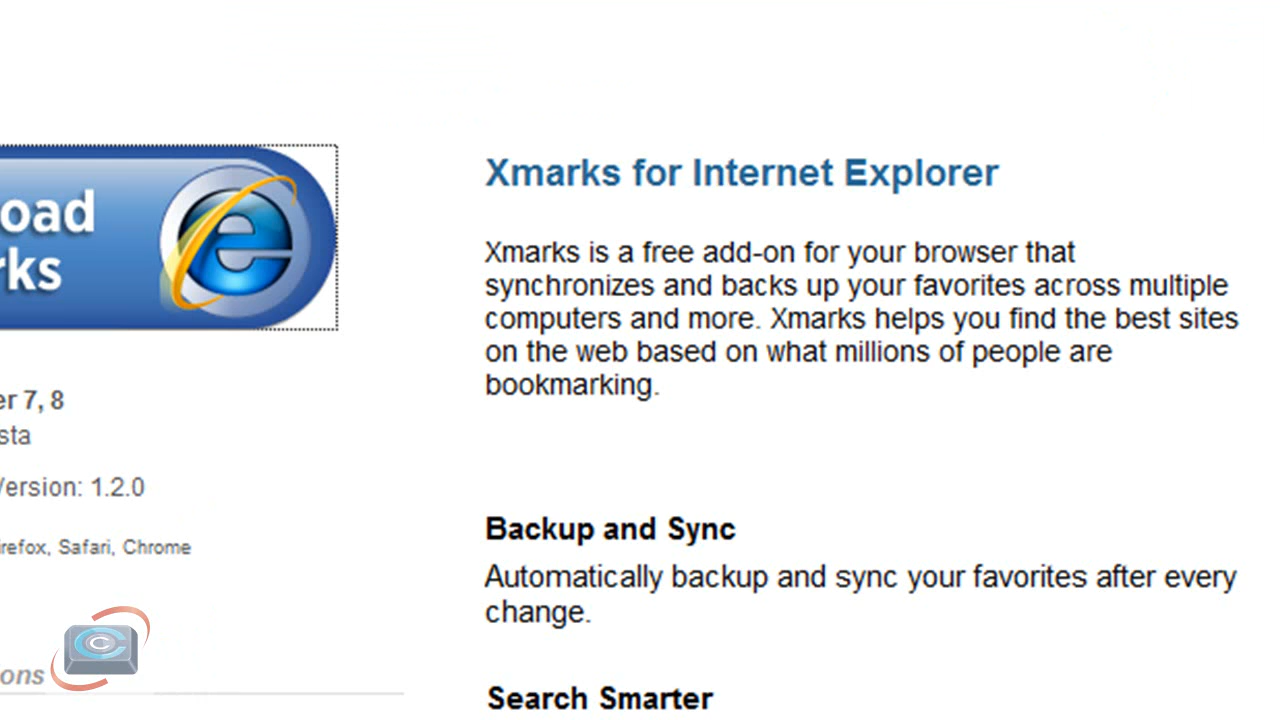 oad
rks
er 7, 8
sta
Version: 1.2.0
irefox, Safari, Chrome
ons
Xmarks for Internet Explorer
Xmarks is a free add-on for your browser that
synchronizes and backs up your favorites across multiple
computers and more. Xmarks helps you find the best sites
on the web based on what millions of people are
bookmarking.
Backup and Sync
Automatically backup and sync your favorites after every
change.
Search Smarter